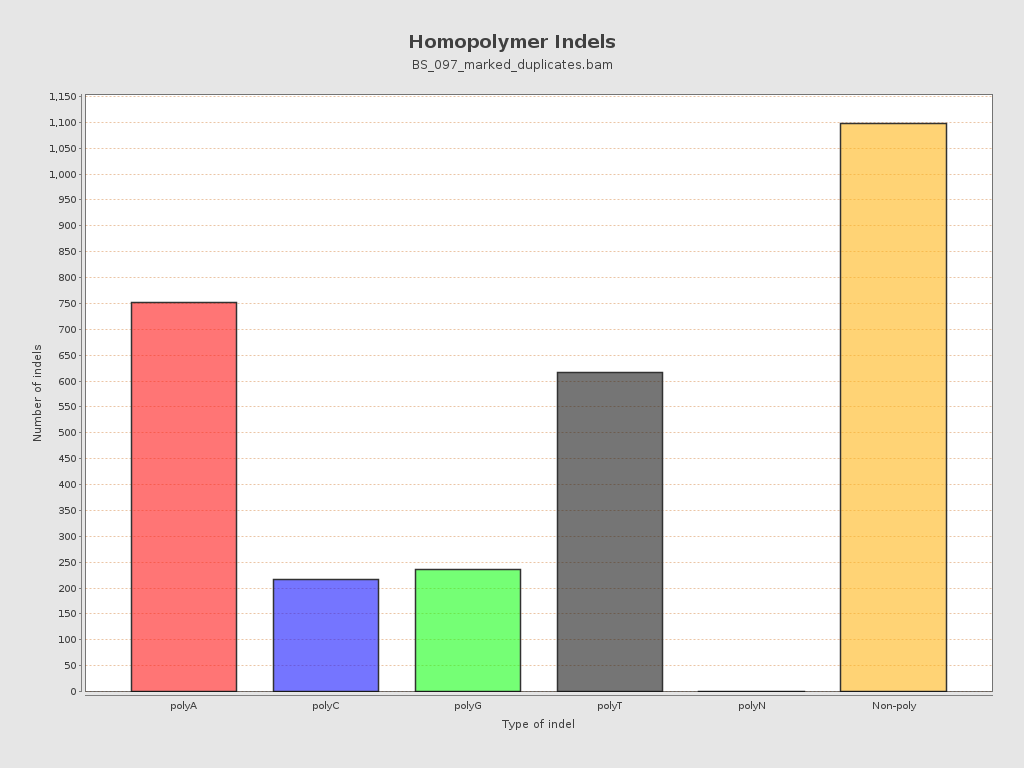 Homopolymer Indels
BS_097_marked_duplicates.bam
1,150
1,100
1,050
1,000
950
900
850
800
750
700
650
600
550
500
450
400
350
300
250
200
150
100
50
0
Number of indels
polyA
polyC
polyG
polyT
polyN
Non-poly
Type of indel